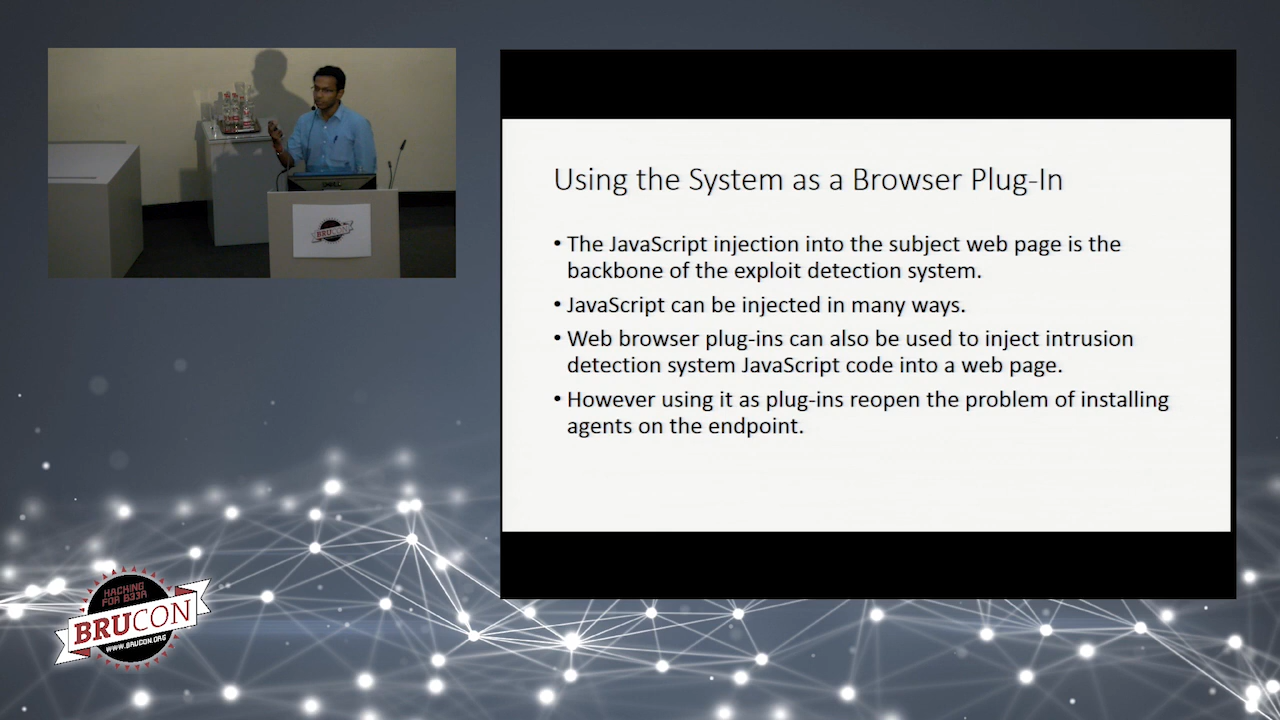 BRUCON
Using the System as a Browser Plug-In
• The JavaScript injection into the subject web page is the
backbone of the exploit detection system.
• JavaScript can be injected in many ways.
• Web browser plug-ins can also be used to inject intrusion
detection system JavaScript code into a web page.
• However using it as plug-ins reopen the problem of installing
agents on the endpoint.
HACKING
FOR B33R
BRUCON
WWW.BRUCON.ORG